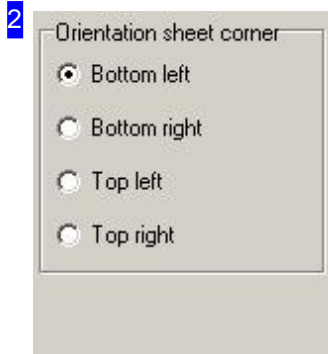 2
Orientation sheet corner
Bottom left
Bottom right
Top left
Top right